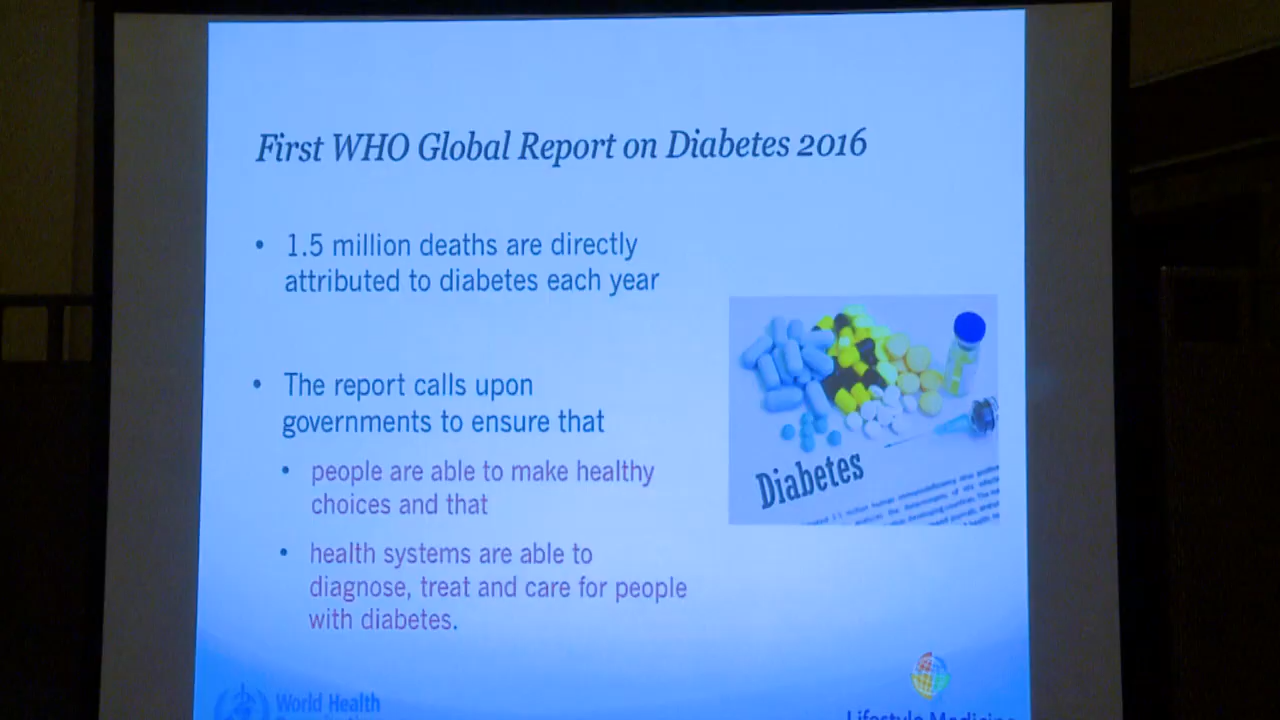 First WHO Global Report on Diabetes 2016
• 1.5 million deaths are directly
attributed to diabetes each year
• The report calls upon
governments to ensure that
• people are able to make healthy
choices and that
• health systems are able to
diagnose, treat and care for people
with diabetes.
Diabetes
World Health
Lifestyle Medicine